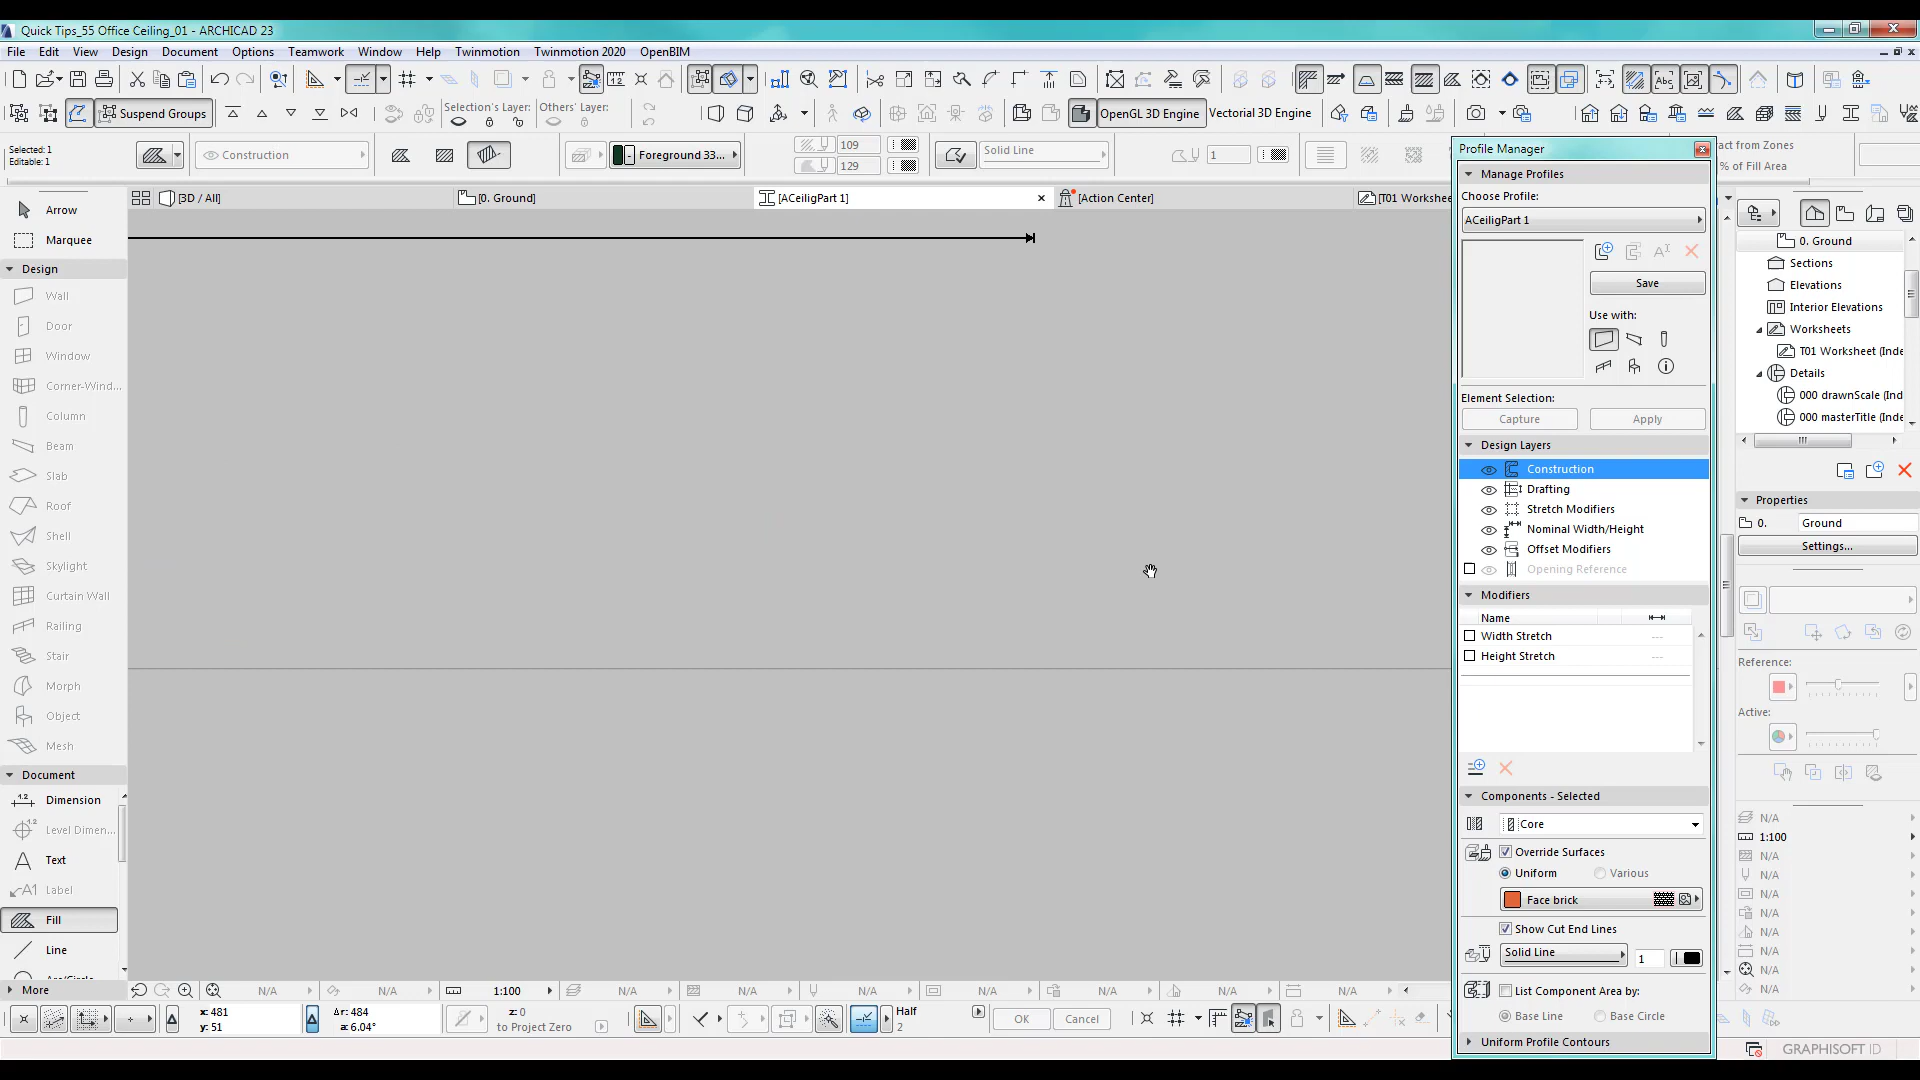 Quick Tips_55 Office Ceiling_01 - ARCHICAD 23
File Edit View Design Document Options Teamwork Window Help Twinmotion Twinmotion 2020 OpenBIM
Suspend Groups
Selection's Layer: Others' Layer:
OpenGL 3D Engine Vectorial 3D Engine
Selected: 1
Editable: 1
Construction
Foreground 33...
109
129
Solid Line
1
act from Zones
% of Fill Area
[3D / All]
[0. Ground]
[ACeiligPart 1]
[Action Center]
[T01 Workshee
Arrow
Marquee
Design
Wall
Door
Window
Corner-Wind...
Column
Beam
Slab
Roof
Shell
Skylight
Curtain Wall
Railing
Stair
Morph
Object
Mesh
Document
Dimension
Level Dimen...
Text
Label
Fill
Line
More
Profile Manager
Manage Profiles
Choose Profile:
ACeiligPart 1
Save
Use with:
Element Selection:
Capture Apply
Design Layers
Construction
Drafting
Stretch Modifiers
Nominal Width/Height
Offset Modifiers
Opening Reference
Modifiers
Name
Width Stretch ---
Height Stretch ---
Components - Selected
Core
Override Surfaces
Uniform Various
Face brick
Show Cut End Lines
Solid Line 1
List Component Area by:
Base Line Base Circle
Uniform Profile Contours
0. Ground
Sections
Elevations
Interior Elevations
Worksheets
T01 Worksheet (Inde
Details
000 drawnScale (Ind
000 masterTitle (Inde
Properties
0. Ground
Settings...
Reference:
Active:
N/A
1:100
N/A
N/A
N/A
N/A
N/A
N/A
N/A
N/A
N/A N/A 1:100 N/A N/A N/A N/A N/A N/A N/A
x: 481
y: 51
Δr: 484
a: 6.04°
z: 0
to Project Zero
Half
2
OK Cancel
GRAPHISOFT ID